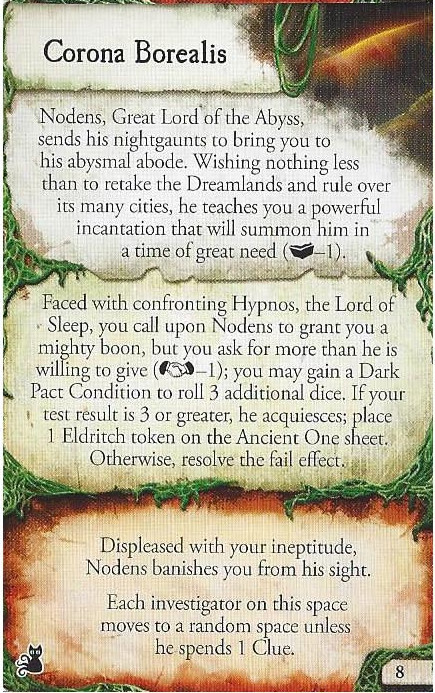 Corona Borealis
Nodens, Great Lord of the Abyss,
sends his nightgaunts to bring you to
his abysmal abode. Wishing nothing less
than to retake the Dreamlands and rule over
its many cities, he teaches you a powerful
incantation that will summon him in
a time of great need (–1).
Faced with confronting Hypnos, the Lord of
Sleep, you call upon Nodens to grant you a
mighty boon, but you ask for more than he is
willing to give (–1); you may gain a Dark
Pact Condition to roll 3 additional dice. If your
test result is 3 or greater, he acquiesces; place
1 Eldritch token on the Ancient One sheet.
Otherwise, resolve the fail effect.
Displeased with your ineptitude,
Nodens banishes you from his sight.
Each investigator on this space
moves to a random space unless
he spends 1 Clue.
8